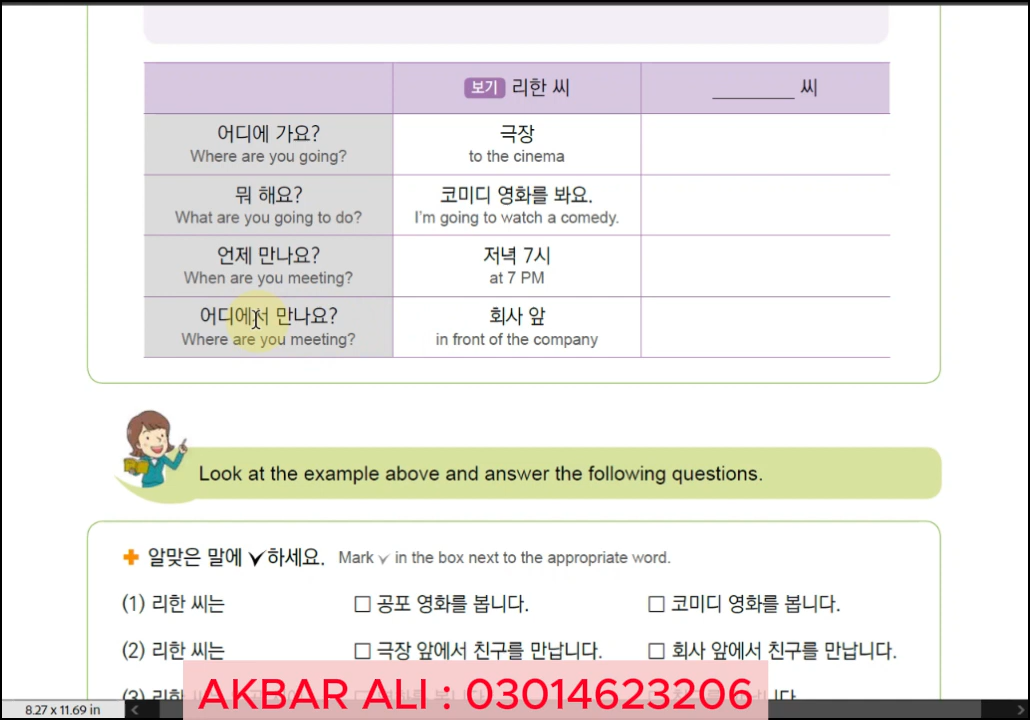 보기 리한 씨
________ 씨
어디에 가요?
Where are you going?
극장
to the cinema
뭐 해요?
What are you going to do?
코미디 영화를 봐요.
I'm going to watch a comedy.
언제 만나요?
When are you meeting?
저녁 7시
at 7 PM
어디에서 만나요?
Where are you meeting?
회사 앞
in front of the company
Look at the example above and answer the following questions.
알맞은 말에 ✓하세요. Mark ✓ in the box next to the appropriate word.
(1) 리한 씨는 □ 공포 영화를 봅니다. □ 코미디 영화를 봅니다.
(2) 리한 씨는 □ 극장 앞에서 친구를 만납니다. □ 회사 앞에서 친구를 만납니다.
(3) 리한
AKBAR ALI : 03014623206
8.27 x 11.69 in